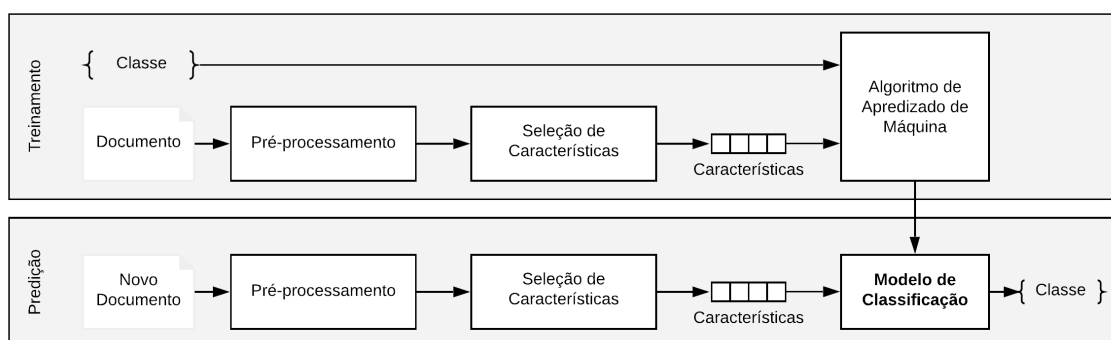 Treinamento
{ Classe }
Documento
Pré-processamento
Seleção de
Características
Características
Algoritmo de
Apredizado de
Máquina
Predição
Novo
Documento
Pré-processamento
Seleção de
Características
Características
Modelo de
Classificação
{ Classe }